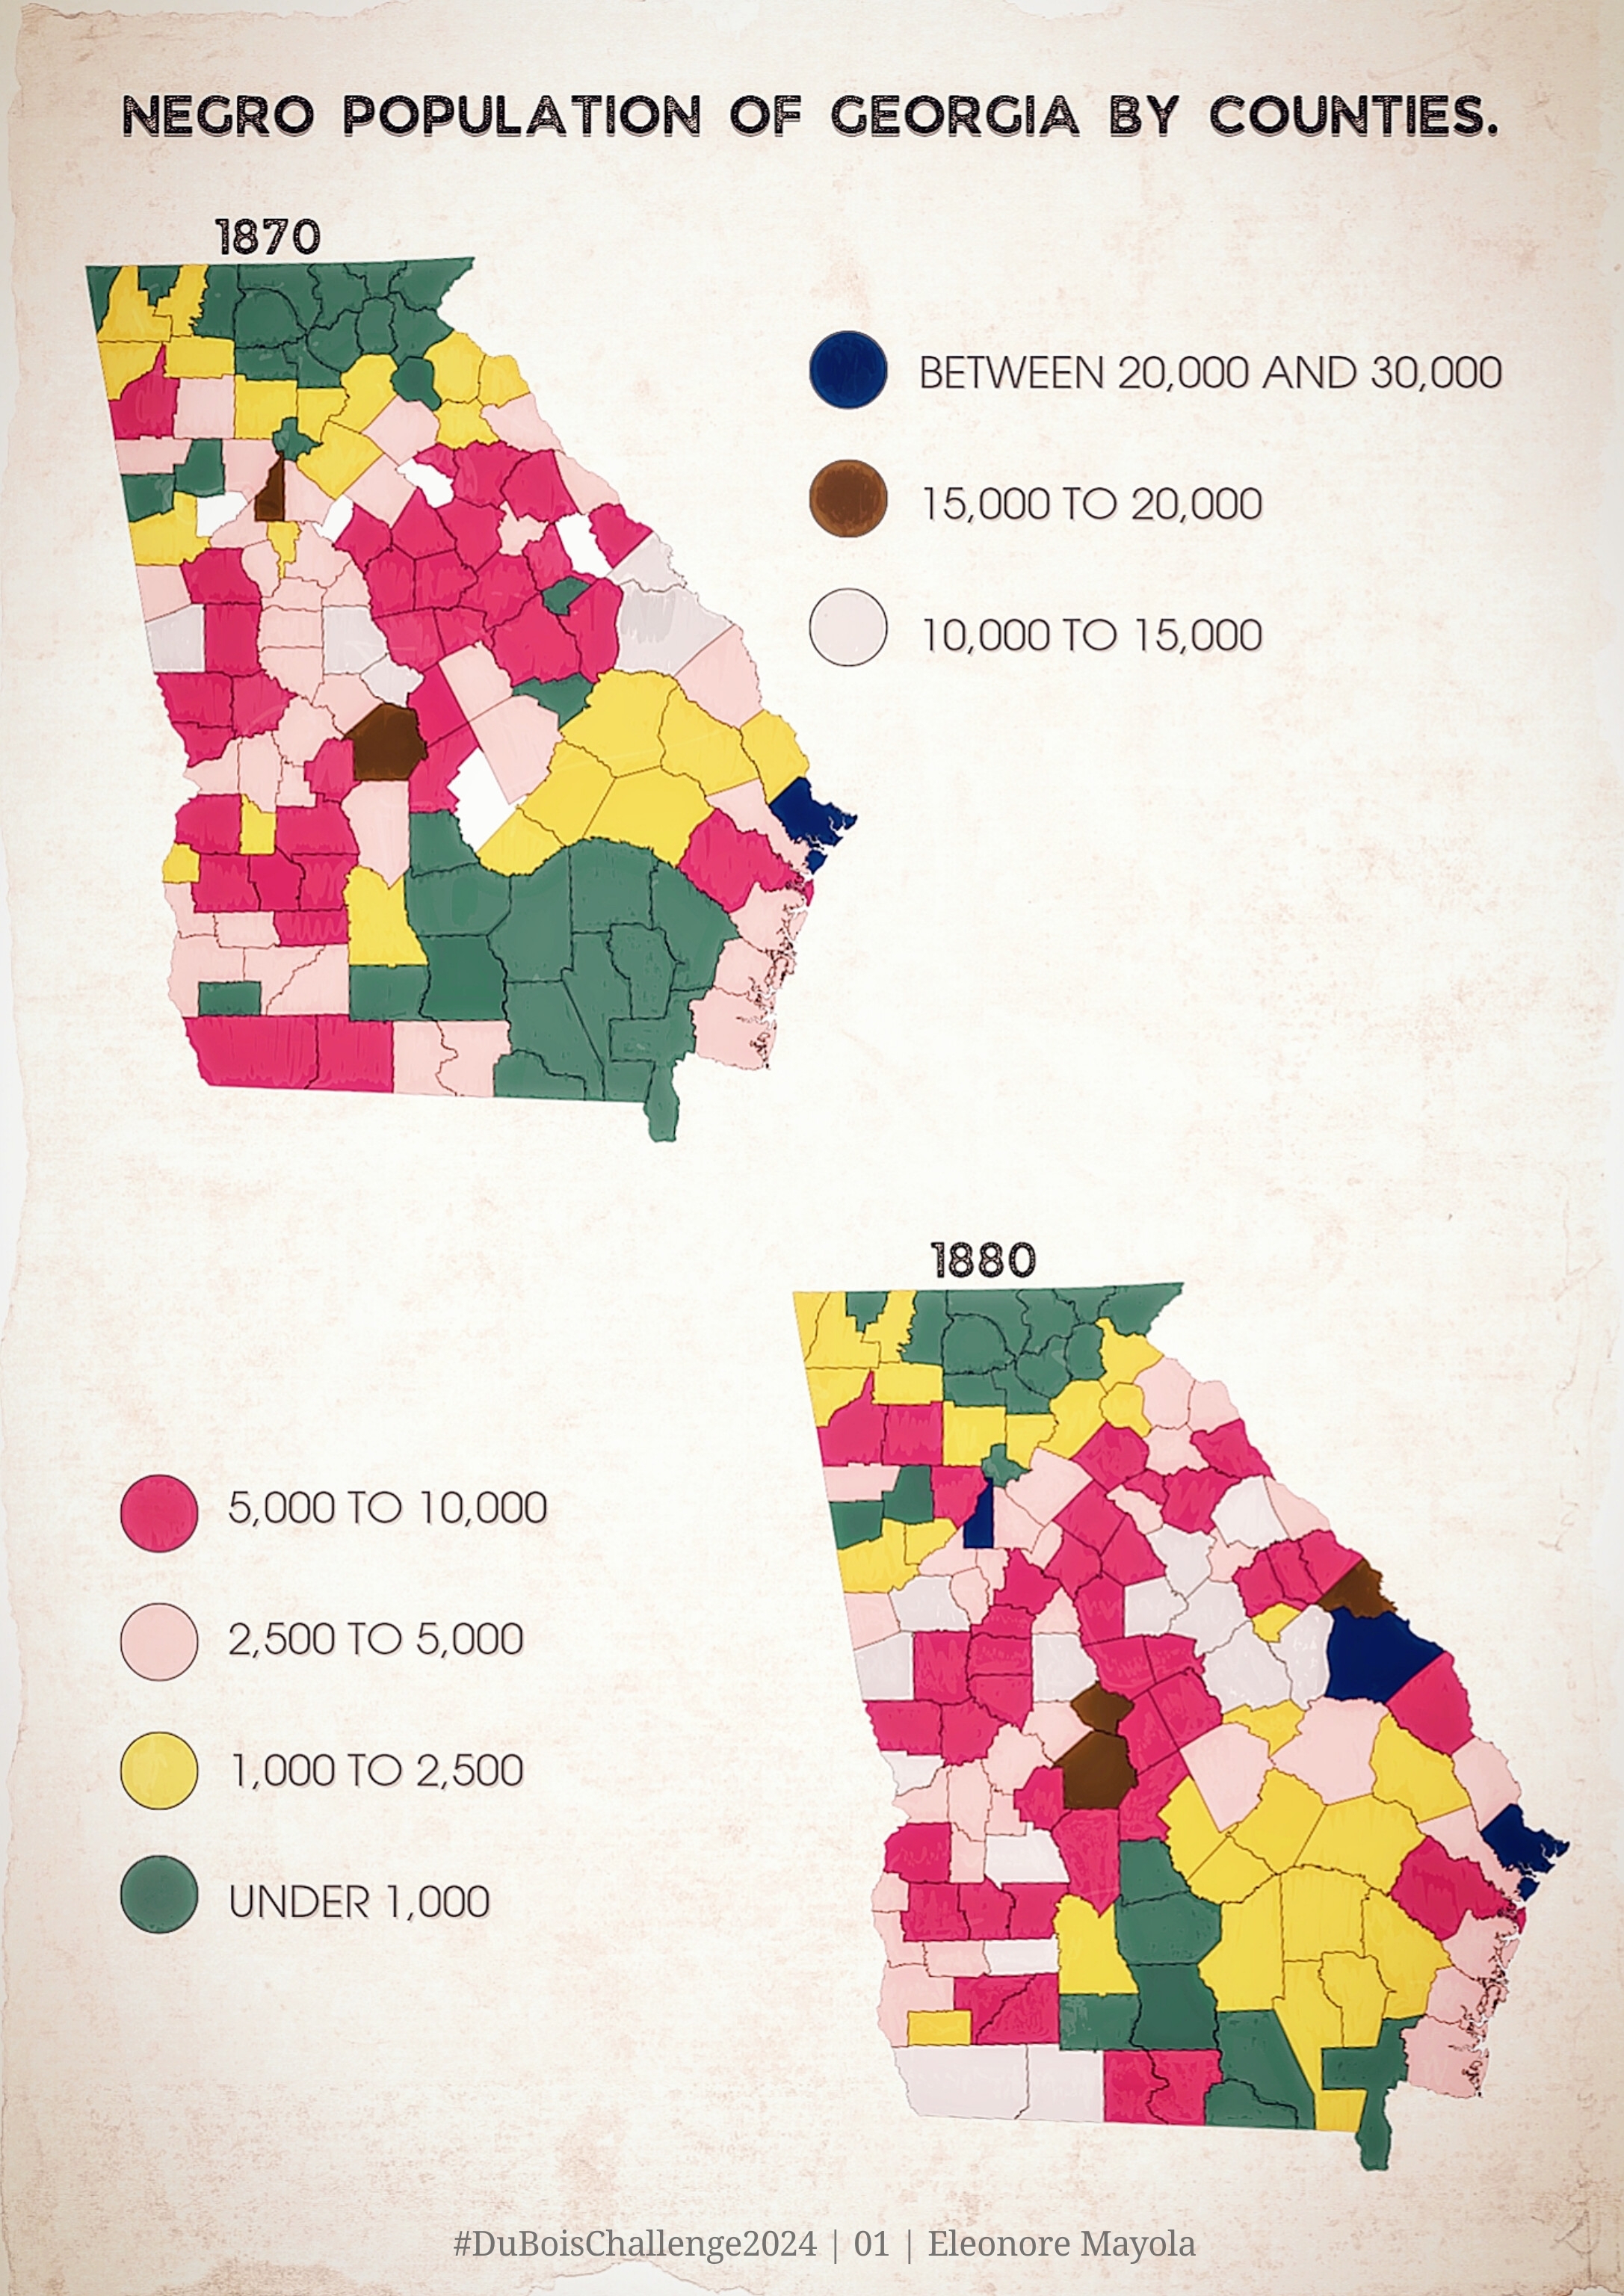 NEGRO POPULATION OF GEORGIA BY COUNTIES.
1870
BETWEEN 20,000 AND 30,000
15,000 TO 20,000
10,000 TO 15,000
1880
5,000 TO 10,000
2,500 TO 5,000
1,000 TO 2,500
UNDER 1,000
#DuBoisChallenge2024 | 01 | Eleonore Mayola